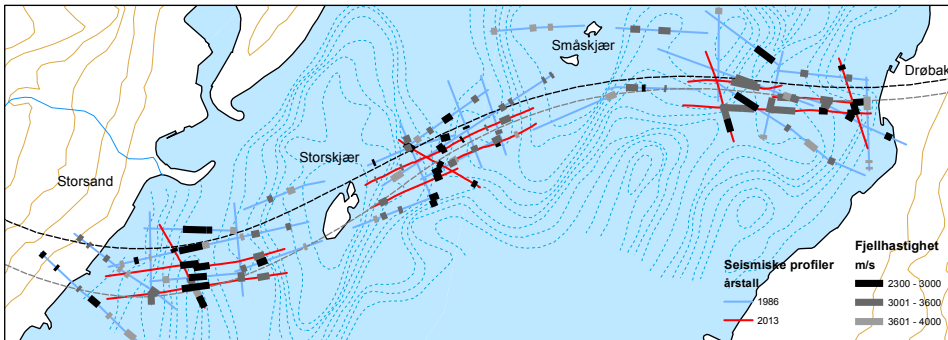 Småskjær
Drøbak
Storskjær
Storsand
Seismiske profiler
årstall
1986
2013
Fjellhastighet
m/s
2300 - 3000
3001 - 3600
3601 - 4000